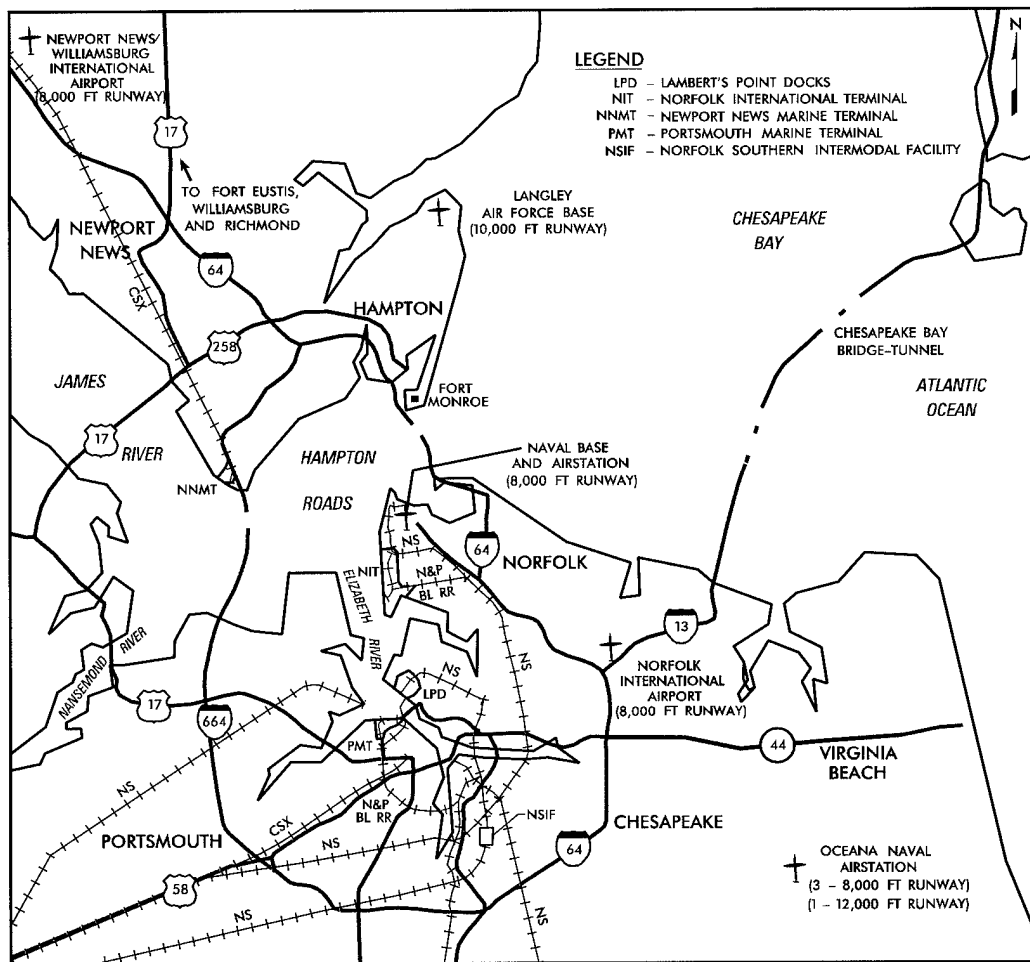 NEWPORT NEWS/
WILLIAMSBURG
INTERNATIONAL
AIRPORT
(8,000 FT RUNWAY)
17
TO FORT EUSTIS,
WILLIAMSBURG
AND RICHMOND
LEGEND
LPD – LAMBERT'S POINT DOCKS
NIT – NORFOLK INTERNATIONAL TERMINAL
NNMT – NEWPORT NEWS MARINE TERMINAL
PMT – PORTSMOUTH MARINE TERMINAL
NSIF – NORFOLK SOUTHERN INTERMODAL FACILITY
N
LANGLEY
AIR FORCE BASE
(10,000 FT RUNWAY)
CHESAPEAKE
BAY
NEWPORT
NEWS
64
CSX
HAMPTON
258
CHESAPEAKE BAY
BRIDGE-TUNNEL
JAMES
RIVER
FORT
MONROE
ATLANTIC
OCEAN
17
HAMPTON
ROADS
NNMT
NAVAL BASE
AND AIRSTATION
(8,000 FT RUNWAY)
NS
64
NORFOLK
NIT
N&P
BL RR
ELIZABETH
RIVER
13
NANSEMOND
RIVER
NS
NS
LPD
NORFOLK
INTERNATIONAL
AIRPORT
(8,000 FT RUNWAY)
17
664
PMT
44
VIRGINIA
BEACH
NS
N&P
BL RR
CSX
NSIF
CHESAPEAKE
PORTSMOUTH
NS
64
58
OCEANA NAVAL
AIRSTATION
(3 – 8,000 FT RUNWAY)
(1 – 12,000 FT RUNWAY)
NS
NS